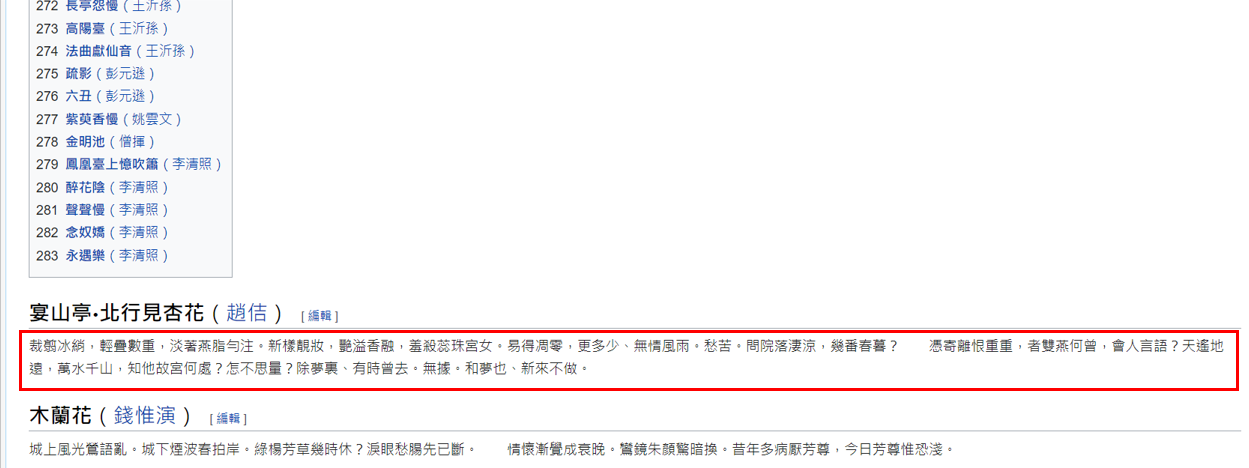 272 長亭怨慢（王沂孫）
273 高陽臺（王沂孫）
274 法曲獻仙音（王沂孫）
275 疏影（彭元遜）
276 六丑（彭元遜）
277 紫萸香慢（姚雲文）
278 金明池（僧揮）
279 鳳凰臺上憶吹簫（李清照）
280 醉花陰（李清照）
281 聲聲慢（李清照）
282 念奴嬌（李清照）
283 永遇樂（李清照）
宴山亭·北行見杏花（趙佶） [編輯]
裁翦冰綃，輕疊數重，淡著燕脂勻注。新樣靚妝，艷溢香融，羞殺蕊珠宮女。易得凋零，更多少、無情風雨。愁苦。問院落淒涼，幾番春暮？　　憑寄離恨重重，者雙燕何曾，會人言語？天遙地
遠，萬水千山，知他故宮何處？怎不思量？除夢裏、有時曾去。無據。和夢也、新來不做。
木蘭花（錢惟演） [編輯]
城上風光鶯語亂。城下煙波春拍岸。綠楊芳草幾時休？淚眼愁腸先已斷。　　情懷漸覺成衰晚。鸞鏡朱顏驚暗換。昔年多病厭芳尊，今日芳尊惟恐淺。